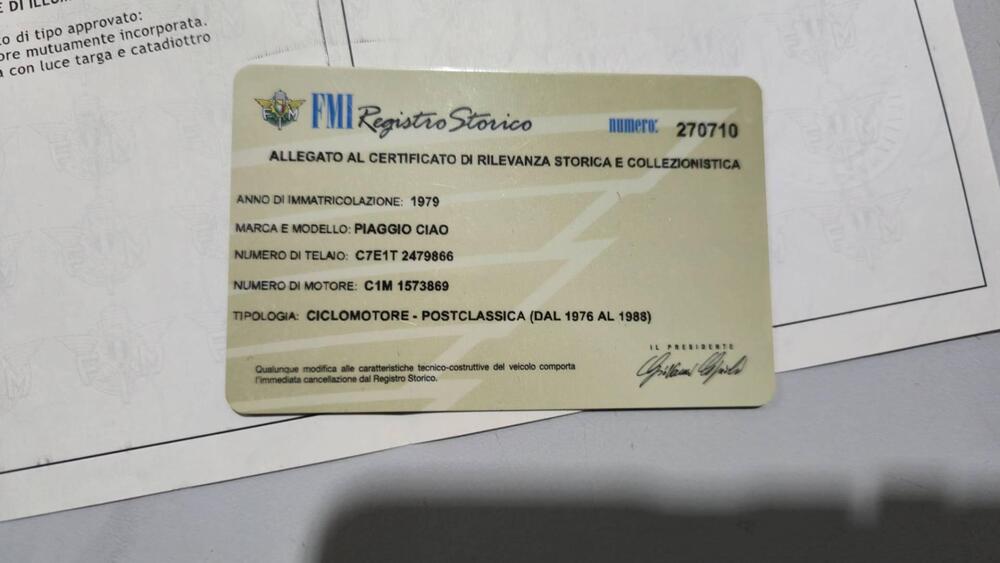 E DI ILLUM
to di tipo approvato:
ore mutuamente incorporata.
a con luce targa e catadiottro
FMI Registro Storico numero: 270710
ALLEGATO AL CERTIFICATO DI RILEVANZA STORICA E COLLEZIONISTICA
ANNO DI IMMATRICOLAZIONE: 1979
MARCA E MODELLO: PIAGGIO CIAO
NUMERO DI TELAIO: C7E1T 2479866
NUMERO DI MOTORE: C1M 1573869
TIPOLOGIA: CICLOMOTORE - POSTCLASSICA (DAL 1976 AL 1988)
IL PRESIDENTE
Qualunque modifica alle caratteristiche tecnico-costruttive del veicolo comporta
l'immediata cancellazione dal Registro Storico.